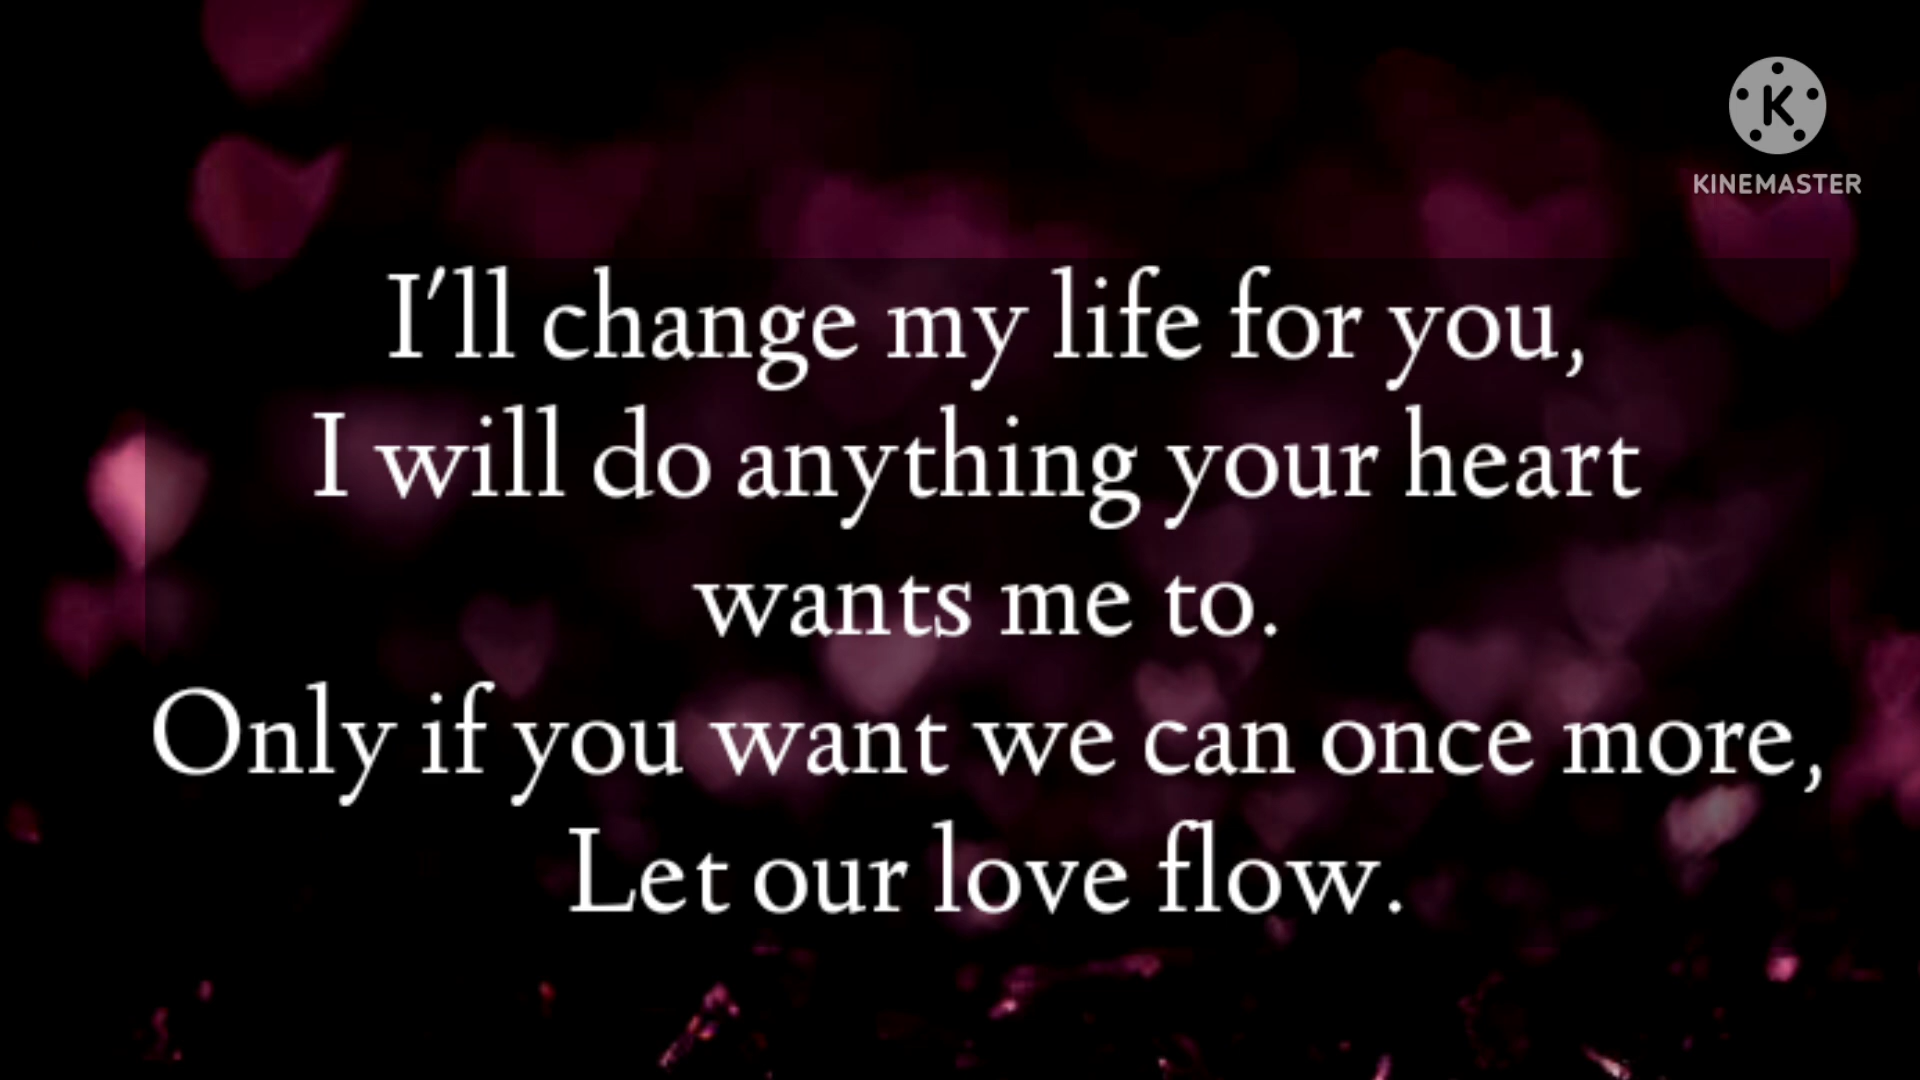 KINEMASTER
I'll change my life for you,
I will do anything your heart
wants me to.
Only if you want we can once more,
Let our love flow.